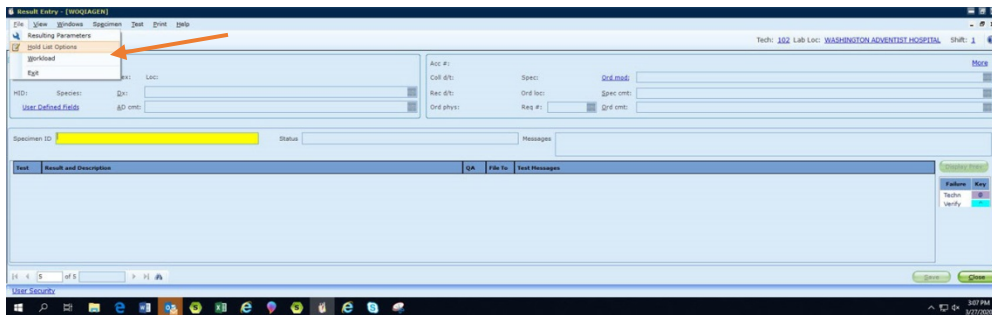 Result Entry - [WOQIAGEN]
File View Windows Specimen Test Print Help
Resulting Parameters
Hold List Options
Workload
Exit
Tech: 102 Lab Loc: WASHINGTON ADVENTIST HOSPITAL Shift: 1
Loc:
HID: Species: Dx:
User Defined Fields AD cmt:
Acc #: More
Coll d/t: Spec: Ord mod:
Rec d/t: Ord loc: Spec cmt:
Ord phys: Req #: Ord cmt:
Specimen ID Status Messages
Test Result and Description QA File To Test Messages
Display Prev
Failure Key
Techn @
Verify
5 of 5
Save Close
User Security
3:07 PM
3/27/2020